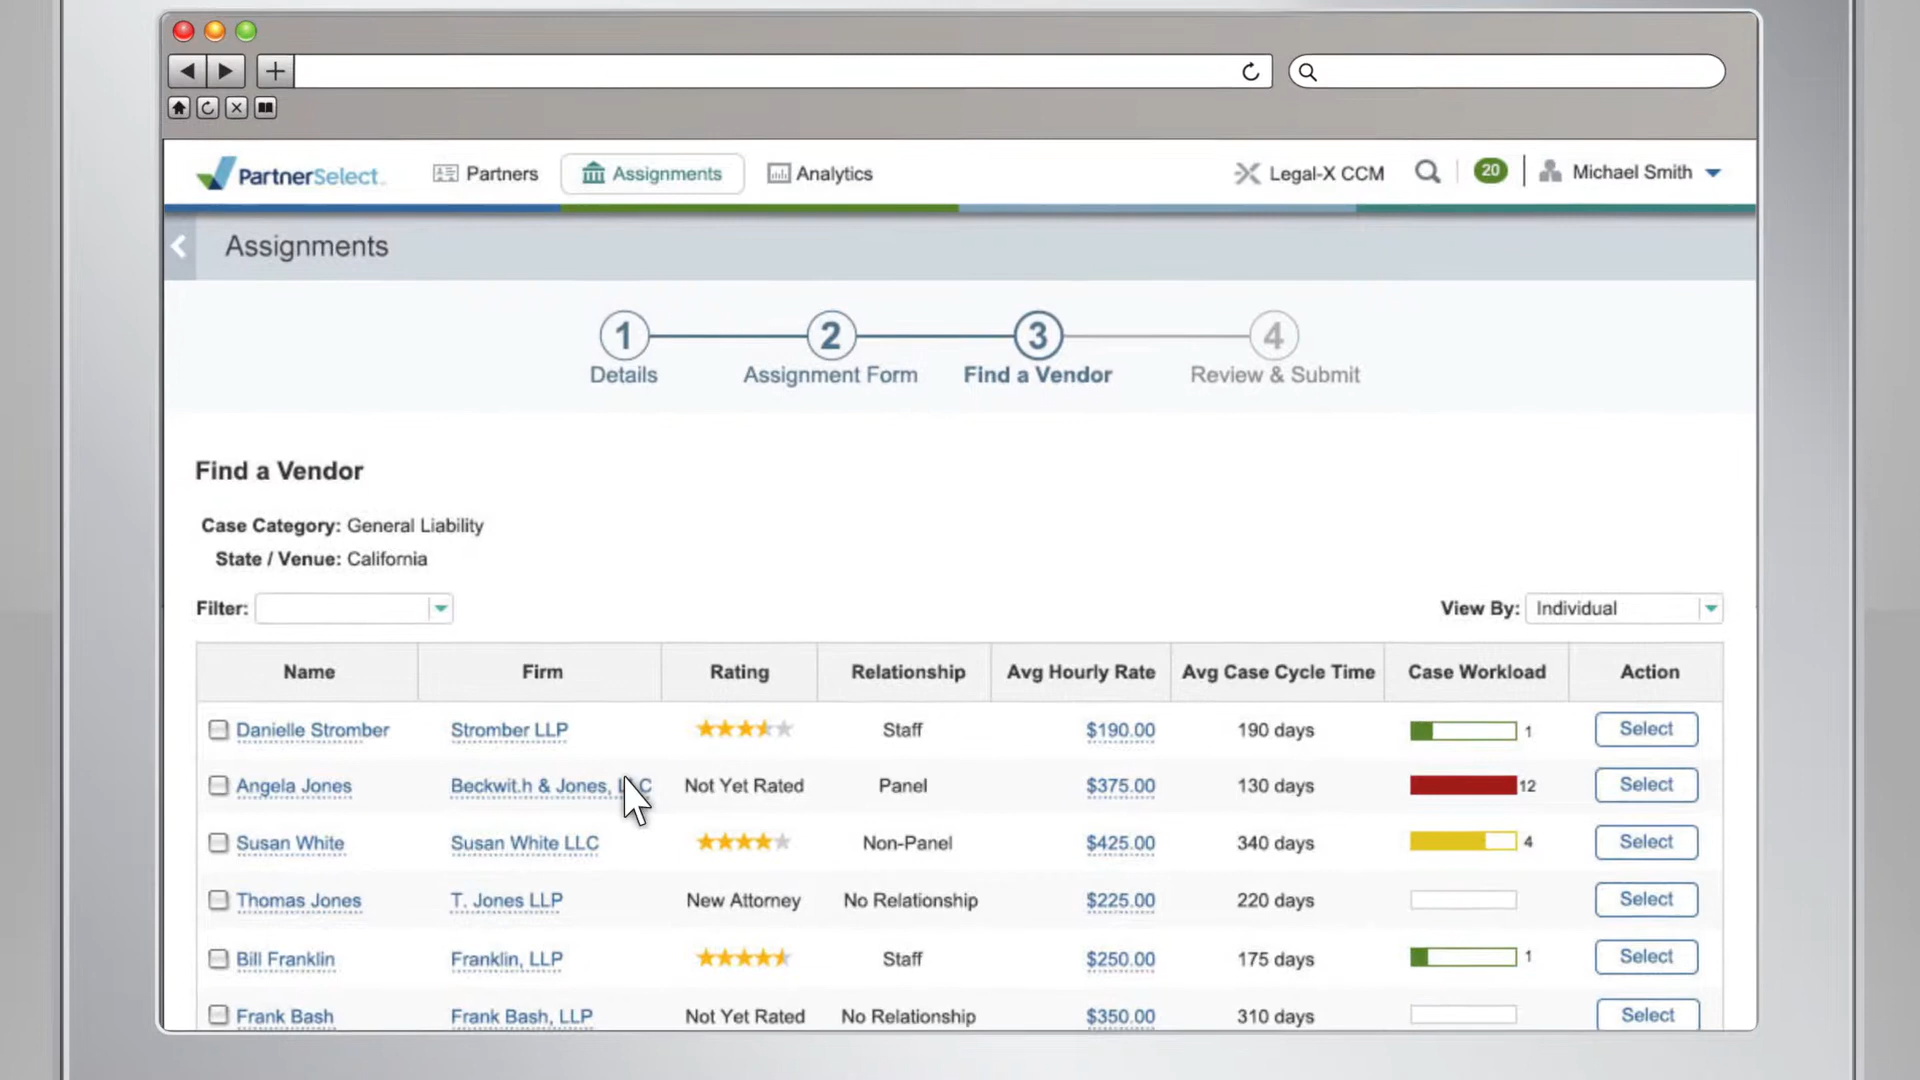 PartnerSelect Partners Assignments Analytics Legal-X CCM 20 Michael Smith
Assignments
1 2 3 4
Details Assignment Form Find a Vendor Review & Submit
Find a Vendor
Case Category: General Liability
State / Venue: California
Filter: View By: Individual
Name Firm Rating Relationship Avg Hourly Rate Avg Case Cycle Time Case Workload Action
Danielle Stromber Stromber LLP Staff $190.00 190 days 1 Select
Angela Jones Beckwit.h & Jones, Not Yet Rated Panel $375.00 130 days 12 Select
Susan White Susan White LLC Non-Panel $425.00 340 days 4 Select
Thomas Jones T. Jones LLP New Attorney No Relationship $225.00 220 days Select
Bill Franklin Franklin, LLP Staff $250.00 175 days 1 Select
Frank Bash Frank Bash, LLP Not Yet Rated No Relationship $350.00 310 days Select